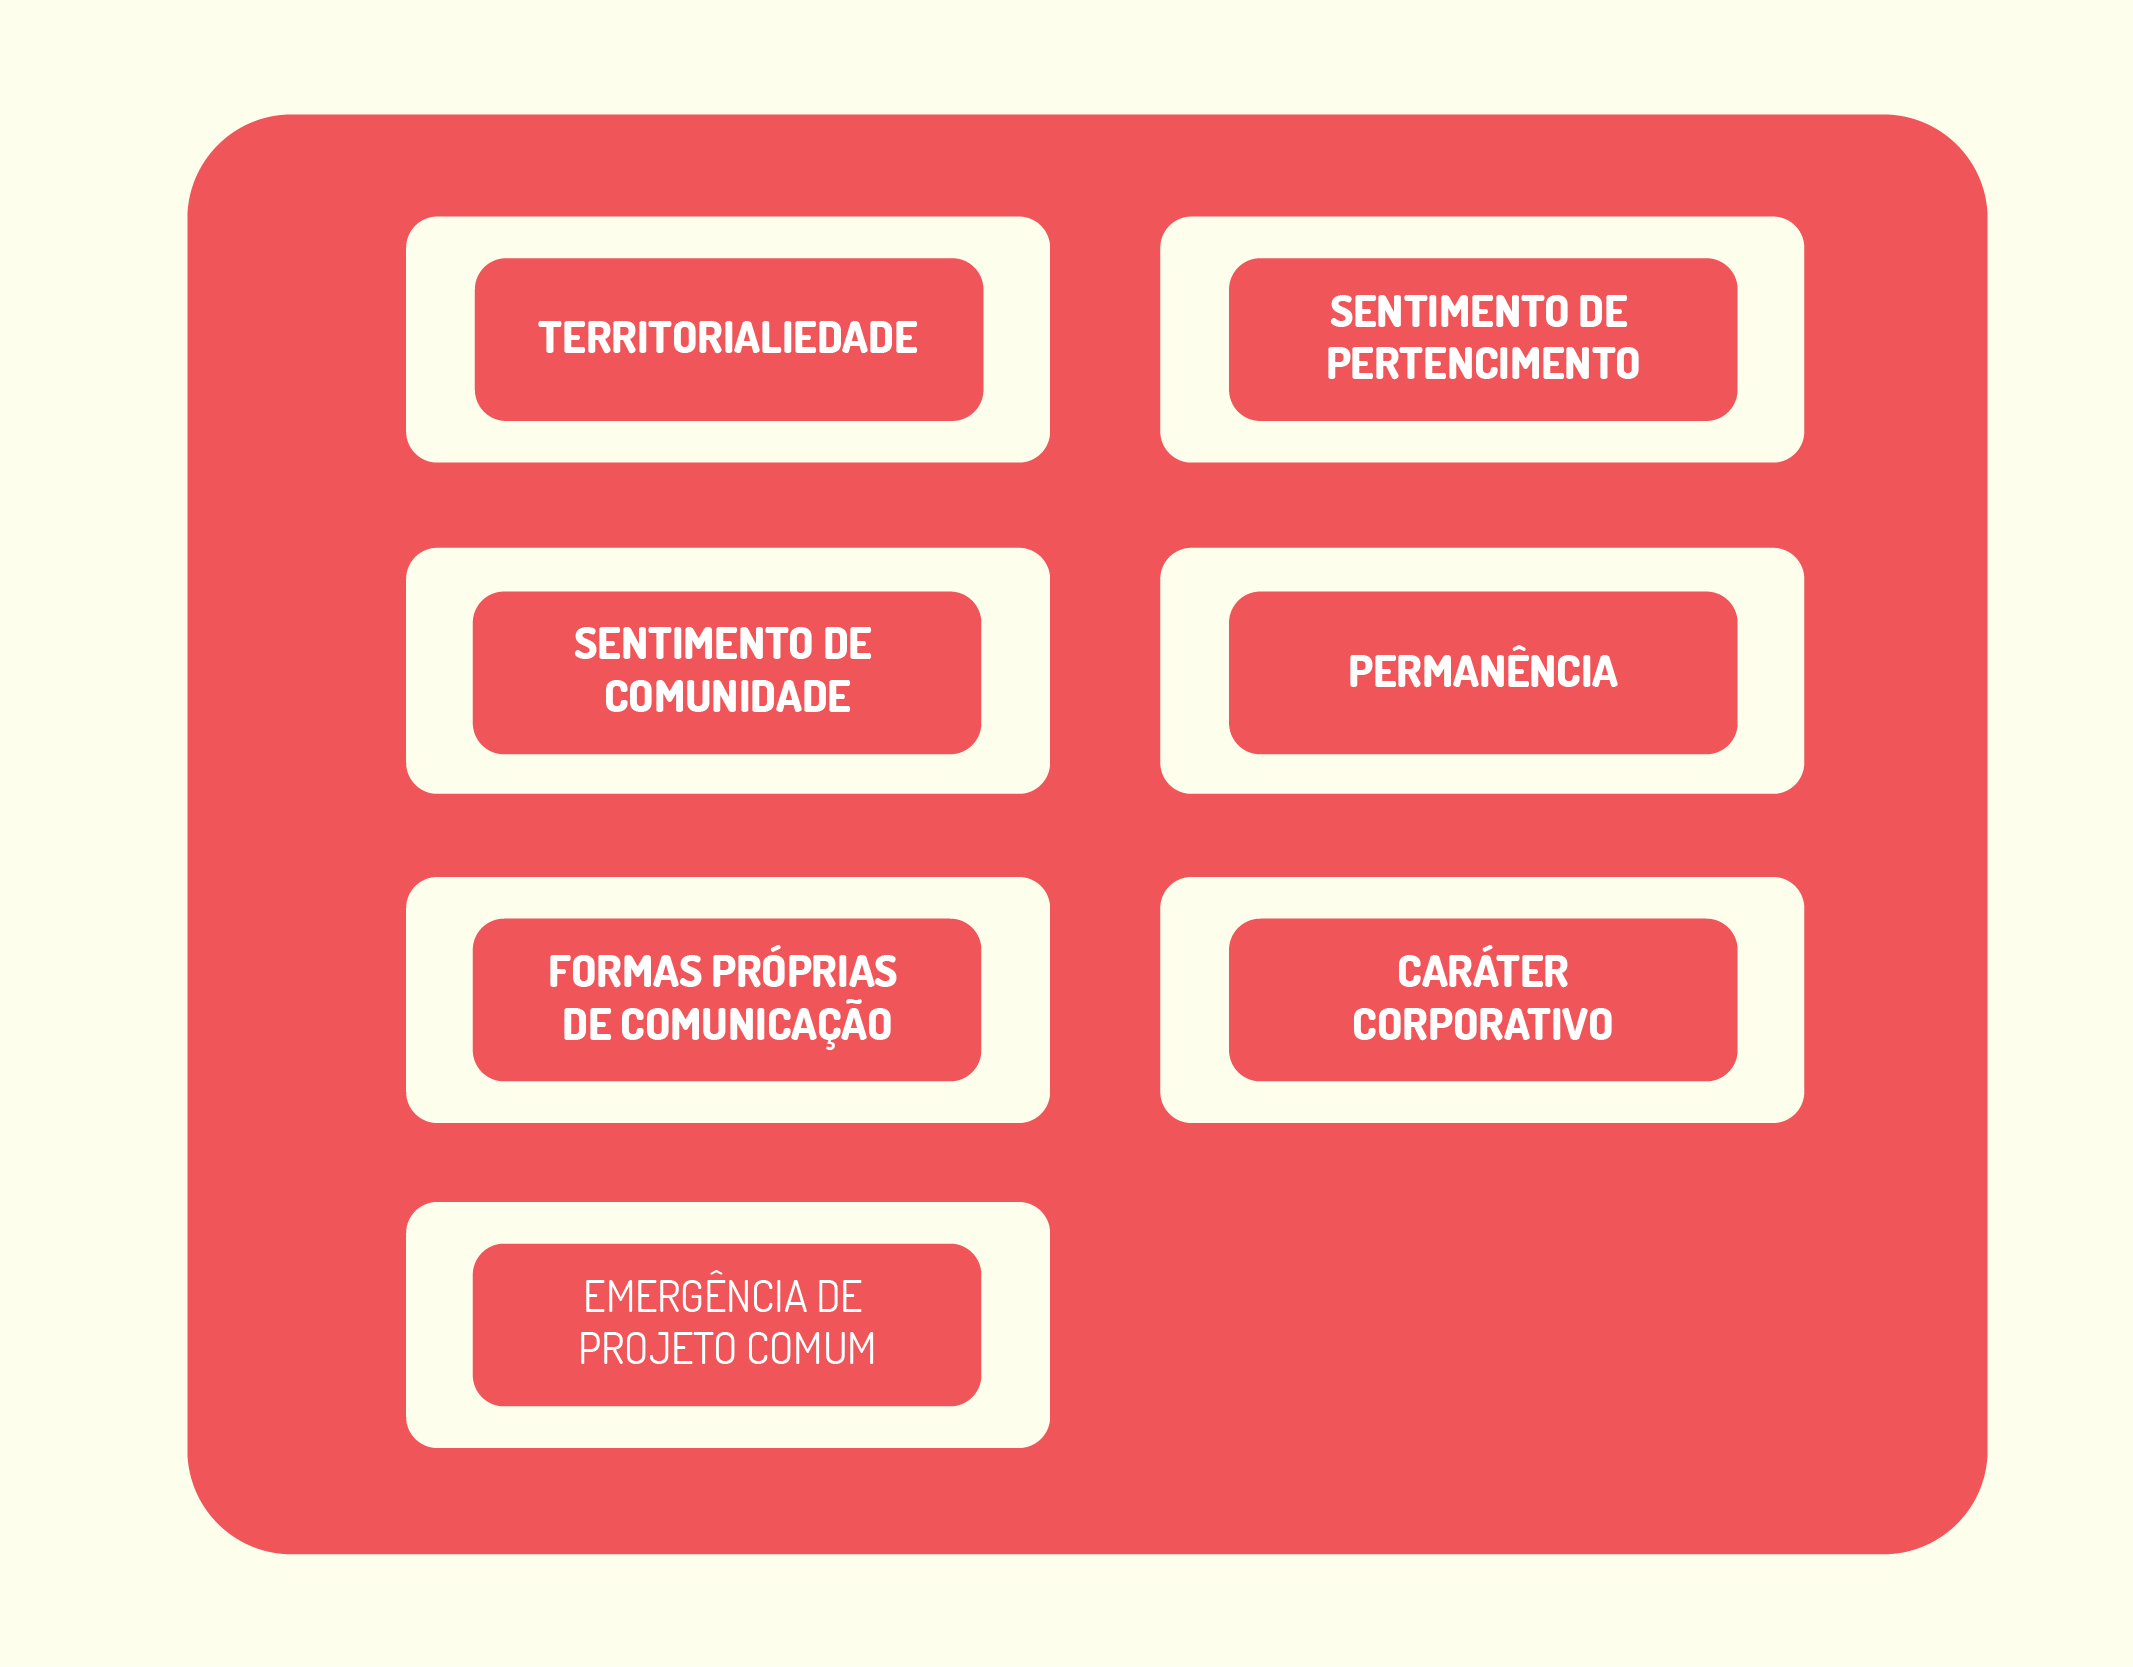 TERRITORIALIEDADE
SENTIMENTO DE
PERTENCIMENTO
SENTIMENTO DE
COMUNIDADE
PERMANÊNCIA
FORMAS PRÓPRIAS
DE COMUNICAÇÃO
CARÁTER
CORPORATIVO
EMERGÊNCIA DE
PROJETO COMUM